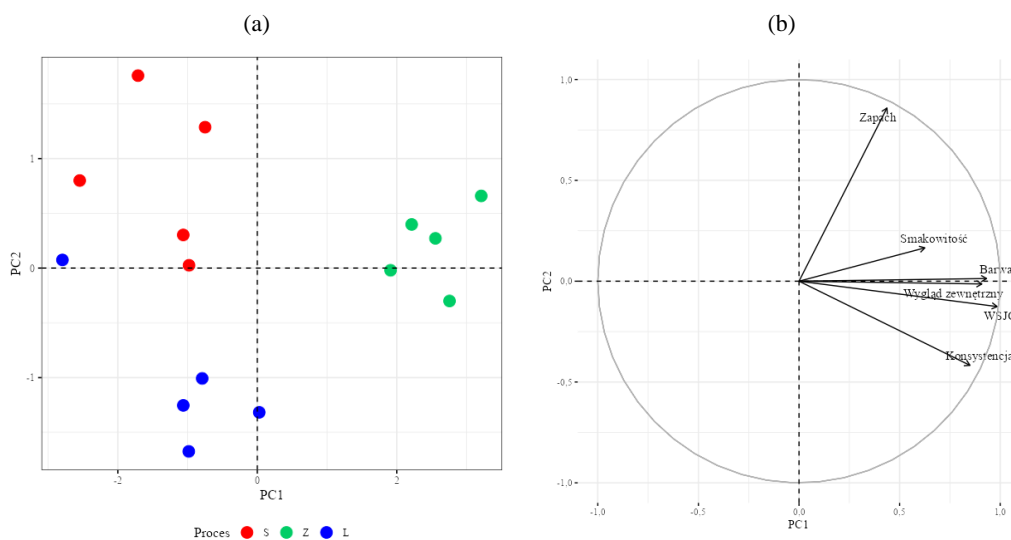 (a)
(b)
PC2
1
0
-1
-2
0
2
PC1
Proces S Z L
PC2
1.0
0.5
0.0
-0.5
-1.0
Zapach
Smakowitość
Barwa
Wygląd zewnętrzny
Konsystencja
-1.0
-0.5
0.0
0.5
1.0
PC1